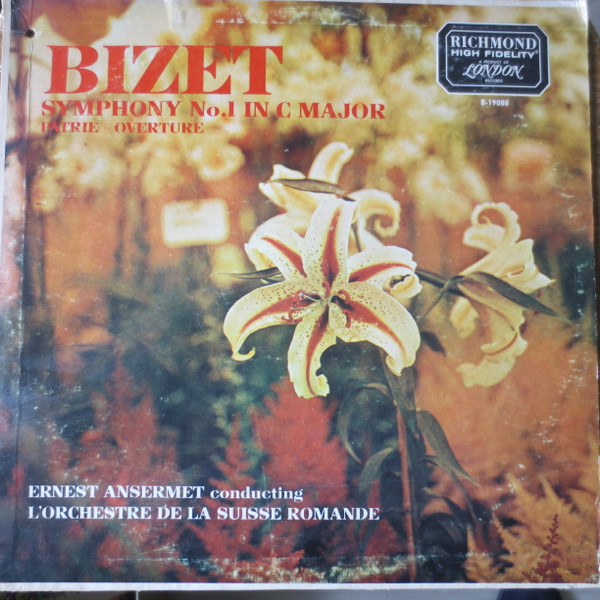 BIZET
SYMPHONY No.1 IN C MAJOR
PATRIE - OVERTURE
RICHMOND
HIGH FIDELITY
A PRODUCT OF
LONDON
RECORDS
B-19088
ERNEST ANSERMET conducting
L'ORCHESTRE DE LA SUISSE ROMANDE